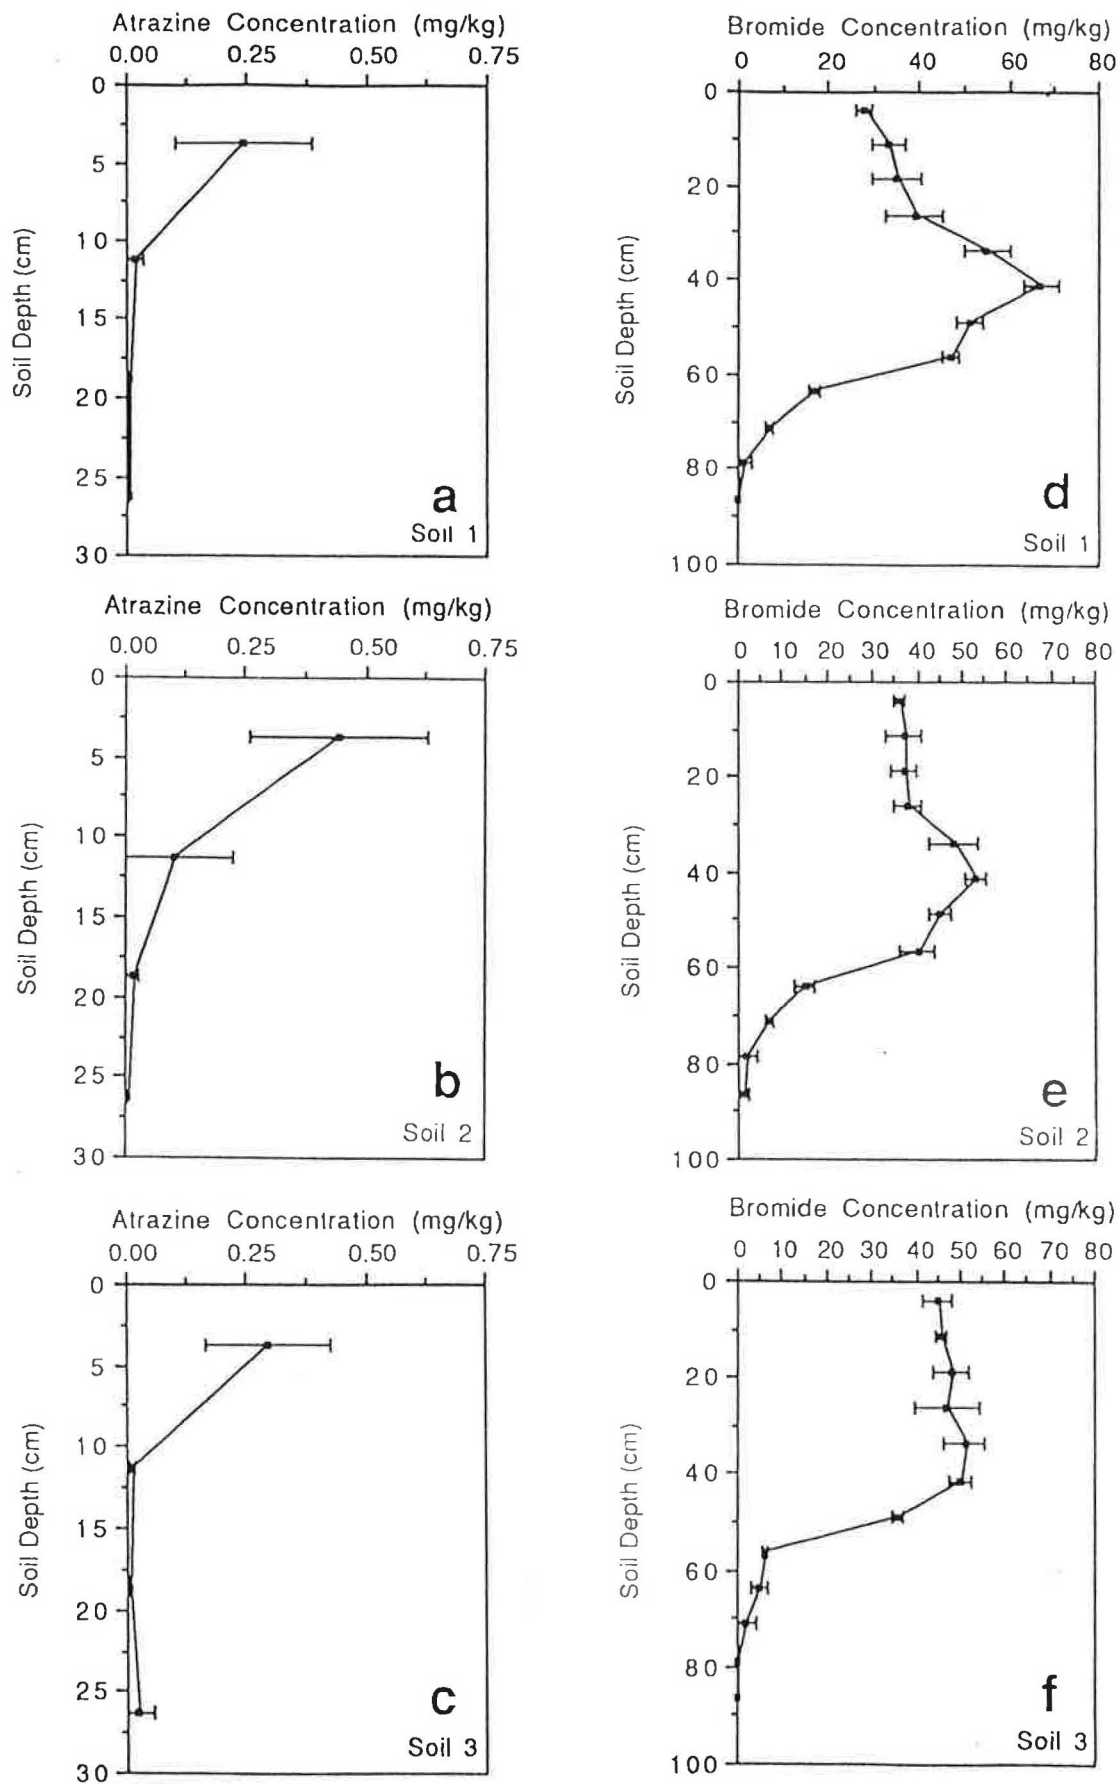 Atrazine Concentration (mg/kg)
0.00 0.25 0.50 0.75
0
5
10
15
20
25
30
Soil Depth (cm)
a
Soil 1
Bromide Concentration (mg/kg)
0 20 40 60 80
0
20
40
60
80
100
Soil Depth (cm)
d
Soil 1
Atrazine Concentration (mg/kg)
0.00 0.25 0.50 0.75
0
5
10
15
20
25
30
Soil Depth (cm)
b
Soil 2
Bromide Concentration (mg/kg)
0 10 20 30 40 50 60 70 80
0
20
40
60
80
100
Soil Depth (cm)
e
Soil 2
Atrazine Concentration (mg/kg)
0.00 0.25 0.50 0.75
0
5
10
15
20
25
30
Soil Depth (cm)
c
Soil 3
Bromide Concentration (mg/kg)
0 10 20 30 40 50 60 70 80
0
20
40
60
80
100
Soil Depth (cm)
f
Soil 3